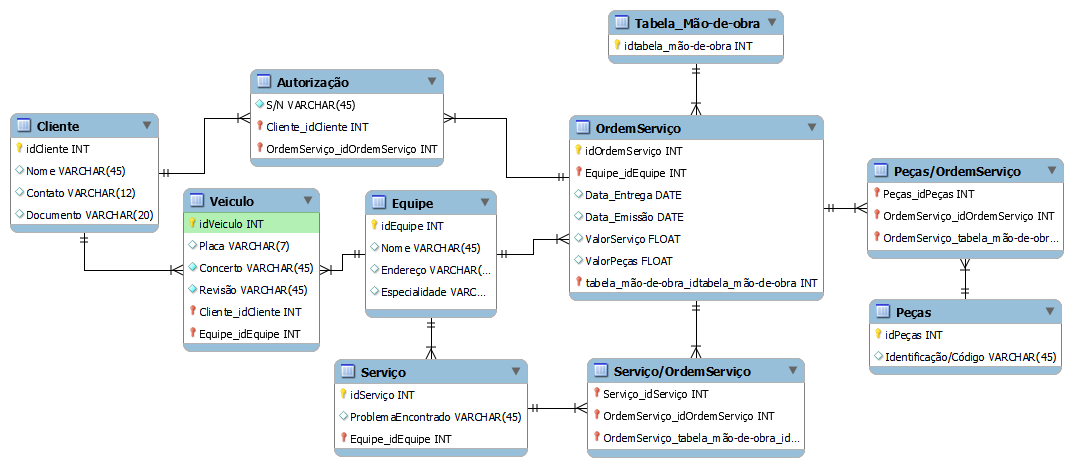 Tabela_Mão-de-obra
idtabela_mão-de-obra INT
Autorização
S/N VARCHAR(45)
Cliente_idCliente INT
OrdemServiço_idOrdemServiço INT
Cliente
idCliente INT
Nome VARCHAR(45)
Contato VARCHAR(12)
Documento VARCHAR(20)
OrdemServiço
idOrdemServiço INT
Equipe_idEquipe INT
Data_Entrega DATE
Data_Emissão DATE
ValorServiço FLOAT
ValorPeças FLOAT
tabela_mão-de-obra_idtabela_mão-de-obra INT
Peças/OrdemServiço
Peças_idPeças INT
OrdemServiço_idOrdemServiço INT
OrdemServiço_tabela_mão-de-obr...
Veiculo
idVeiculo INT
Placa VARCHAR(7)
Concerto VARCHAR(45)
Revisão VARCHAR(45)
Cliente_idCliente INT
Equipe_idEquipe INT
Equipe
idEquipe INT
Nome VARCHAR(45)
Endereço VARCHAR(...
Especialidade VARC...
Peças
idPeças INT
Identificação/Código VARCHAR(45)
Serviço
idServiço INT
ProblemaEncontrado VARCHAR(45)
Equipe_idEquipe INT
Serviço/OrdemServiço
Serviço_idServiço INT
OrdemServiço_idOrdemServiço INT
OrdemServiço_tabela_mão-de-obra_id...